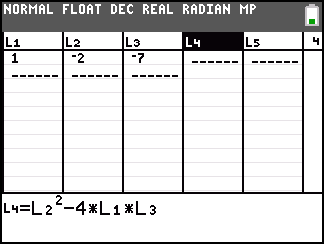 NORMAL FLOAT DEC REAL RADIAN MP
L1 L2 L3 L4 L5 4
1 -2 -7 ------ ------
------ ------ ------
L4=L2²-4*L1*L3